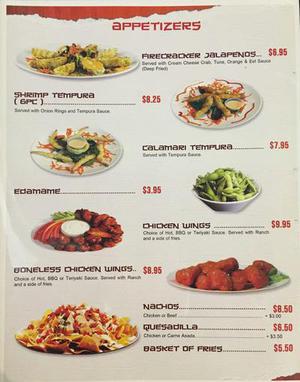 APPETIZERS
FIRECRACKER JALAPENOS... $6.95
Served with Cream Cheese Crab, Tuna, Orange & Eel Sauce
(Deep Fried)
SHRIMP TEMPURA
( 6PC ) ........ $8.25
Served with Onion Rings and Tempura Sauce.
CALAMARI TEMPURA........ $7.95
Served with Tempura Sauce.
EDAMAME ........ $3.95
CHICKEN WINGS ........ $9.95
Choice of Hot, BBQ or Teriyaki Sauce. Served with Ranch
and a side of fries.
BONELESS CHICKEN WINGS.. $8.95
Choice of Hot, BBQ or Teriyaki Sauce. Served with Ranch
and a side of fries.
NACHOS........ $8.50
Chicken or Beef ........ + $3.00
QUESADILLA........ $8.50
Chicken or Carne Asada........ + $3.50
BASKET OF FRIES........ $5.50